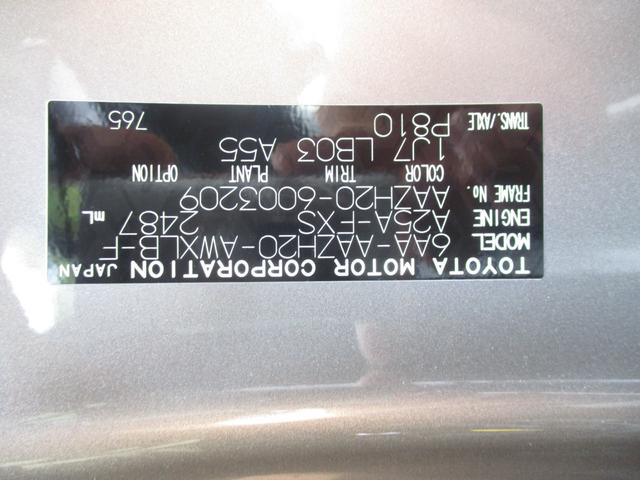 TOYOTA MOTOR CORPORATION JAPAN
MODEL 6AA-AAZH20-AWXLB-F
ENGINE A25A-FXS 2487 mL
FRAME No. AAZH20-6003209
COLOR TRIM PLANT OPTION
1J7 LB03 A55
TRANS./AXLE P810 765